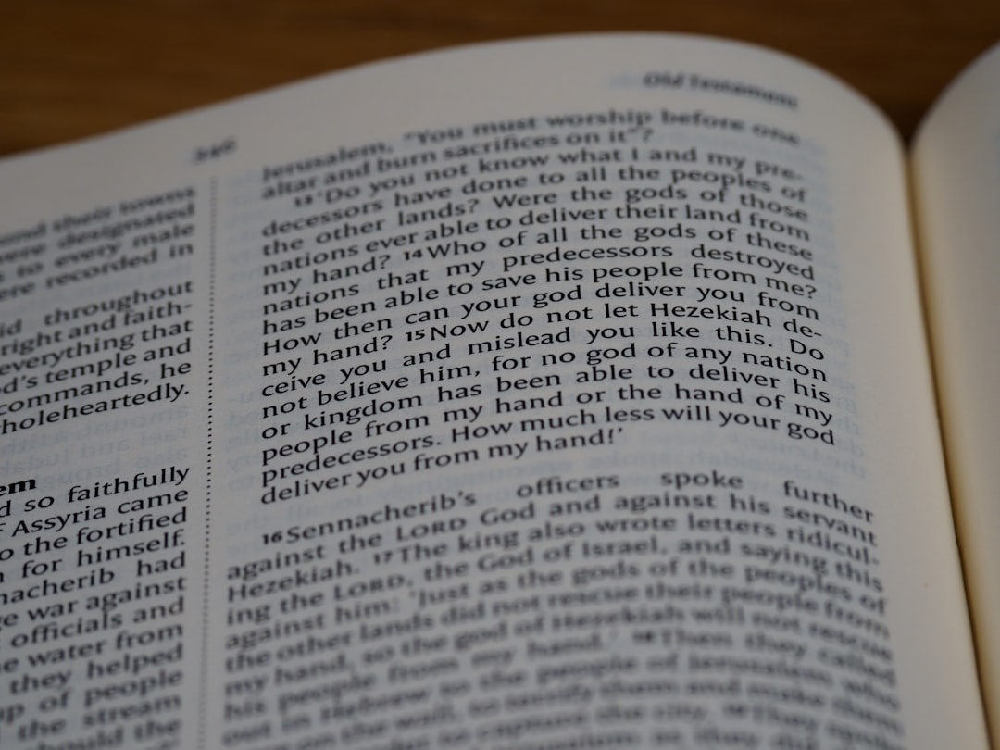 Old Testament
340
and their towns
were designated
to every male
recorded in
throughout
right and faith-
everything that
d's temple and
commands, he
holeheartedly.
em
d so faithfully
Assyria came
o the fortified
for himself.
nacherib had
ge war against
officials and
e water from
they helped
p of people
the stream
hould the
Jerusalem, "You must worship before one
altar and burn sacrifices on it"?
13 'Do you not know what I and my pre-
decessors have done to all the peoples of
the other lands? Were the gods of those
nations ever able to deliver their land from
my hand? 14 Who of all the gods of these
nations that my predecessors destroyed
has been able to save his people from me?
How then can your god deliver you from
my hand? 15 Now do not let Hezekiah de-
ceive you and mislead you like this. Do
not believe him, for no god of any nation
or kingdom has been able to deliver his
people from my hand or the hand of my
predecessors. How much less will your god
deliver you from my hand!'
16 Sennacherib's officers spoke further
against the LORD God and against his servant
Hezekiah. 17 The king also wrote letters ridicul-
ing the LORD, the God of Israel, and saying this
against him: 'Just as the gods of the peoples of
the other lands did not rescue their people from
my hand, so the god of Hezekiah will not rescue
his people from my hand.' 18 Then they called
out in Hebrew to the people of Jerusalem who
on the wall, to terrify them and make them
to capture the city. 19 They